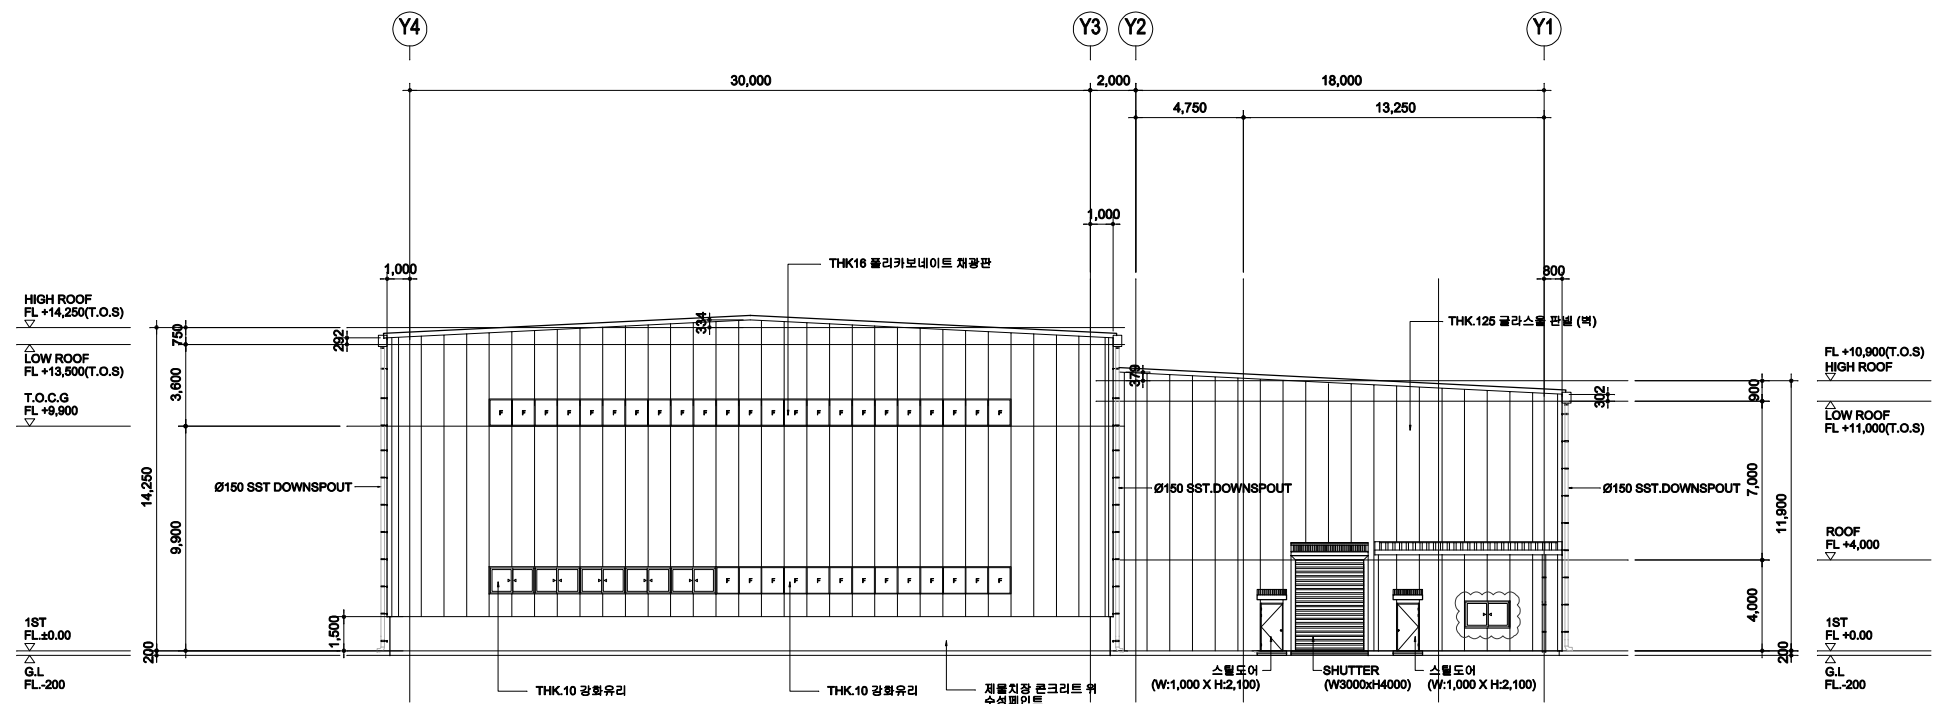 Y4
Y3
Y2
Y1
30,000
2,000
18,000
4,750
13,250
1,000
1,000
800
THK16 폴리카보네이트 채광판
THK.125 글라스울 판넬 (벽)
HIGH ROOF
FL +14,250(T.O.S)
LOW ROOF
FL +13,500(T.O.S)
T.O.C.G
FL +9,900
750
292
3,600
14,250
9,900
334
379
302
900
7,000
11,900
4,000
FL +10,900(T.O.S)
HIGH ROOF
LOW ROOF
FL +11,000(T.O.S)
Ø150 SST DOWNSPOUT
Ø150 SST.DOWNSPOUT
Ø150 SST.DOWNSPOUT
ROOF
FL +4,000
F F F F F F F F F F F F F F F F F F F F F F F
F F F F F F F F F F F F F
1ST
FL.±0.00
1,500
200
G.L
FL.-200
1ST
FL +0.00
200
G.L
FL.-200
THK.10 강화유리
THK.10 강화유리
제물치장 콘크리트 위
수성페인트
스틸도어
(W:1,000 X H:2,100)
SHUTTER
(W3000xH4000)
스틸도어
(W:1,000 X H:2,100)